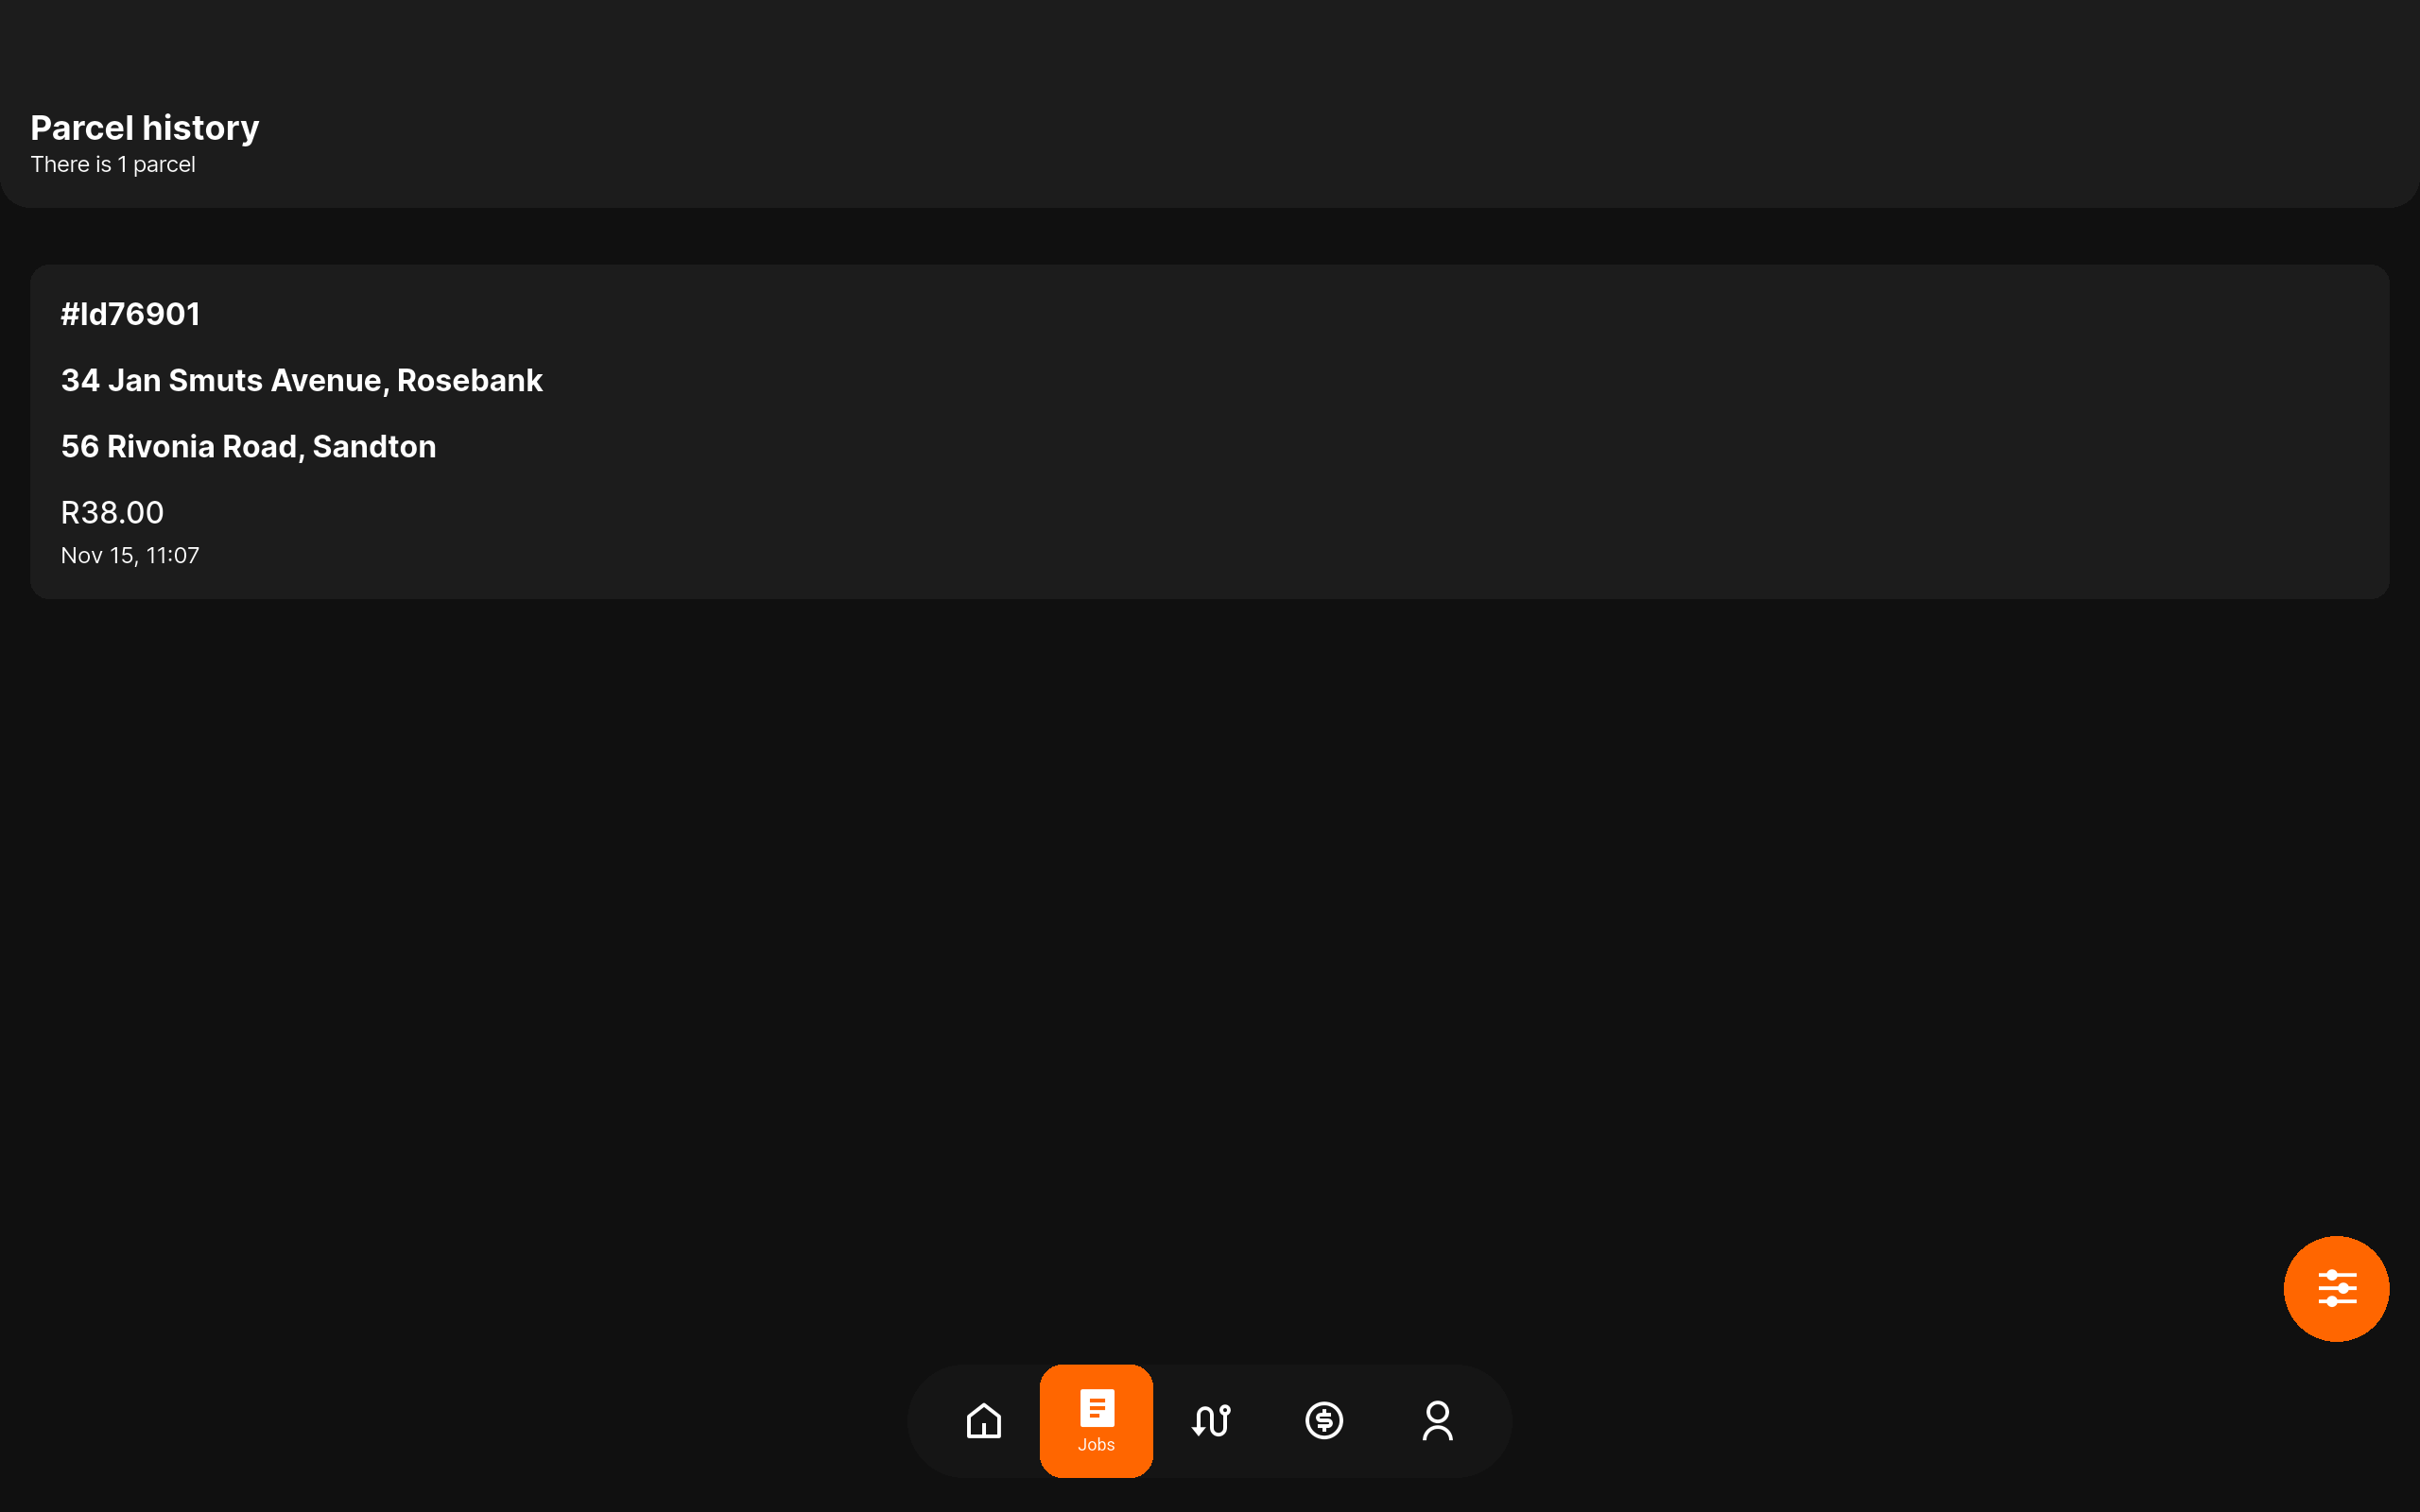 Parcel history
There is 1 parcel
#Id76901
34 Jan Smuts Avenue, Rosebank
56 Rivonia Road, Sandton
R38.00
Nov 15, 11:07
Jobs